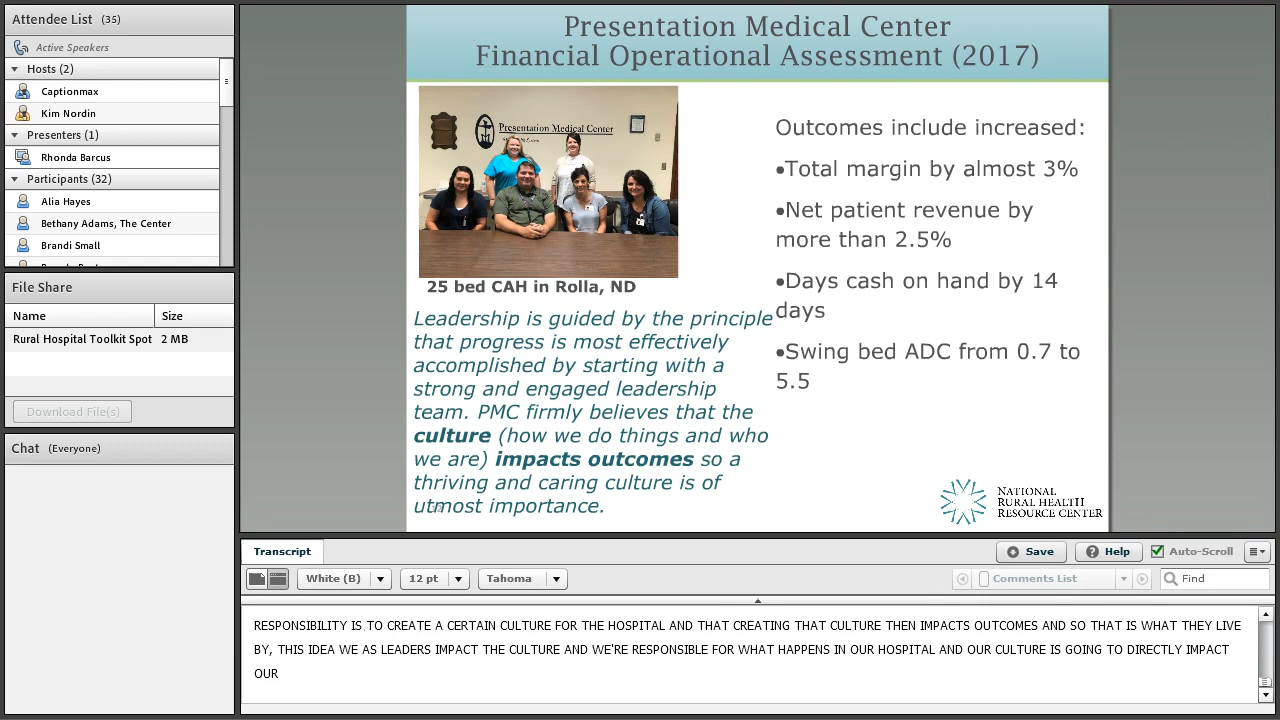 Attendee List (35)
Active Speakers
Hosts (2)
Captionmax
Kim Nordin
Presenters (1)
Rhonda Barcus
Participants (32)
Alia Hayes
Bethany Adams, The Center
Brandi Small
File Share
Name Size
Rural Hospital Toolkit Spot 2 MB
Download File(s)
Chat (Everyone)
Presentation Medical Center
Financial Operational Assessment (2017)
Presentation Medical Center
25 bed CAH in Rolla, ND
Leadership is guided by the principle
that progress is most effectively
accomplished by starting with a
strong and engaged leadership
team. PMC firmly believes that the
culture (how we do things and who
we are) impacts outcomes so a
thriving and caring culture is of
utmost importance.
Outcomes include increased:
•Total margin by almost 3%
•Net patient revenue by
more than 2.5%
•Days cash on hand by 14
days
•Swing bed ADC from 0.7 to
5.5
NATIONAL
RURAL HEALTH
RESOURCE CENTER
Transcript
Save Help Auto-Scroll
White (B) 12 pt Tahoma Comments List Find
RESPONSIBILITY IS TO CREATE A CERTAIN CULTURE FOR THE HOSPITAL AND THAT CREATING THAT CULTURE THEN IMPACTS OUTCOMES AND SO THAT IS WHAT THEY LIVE
BY, THIS IDEA WE AS LEADERS IMPACT THE CULTURE AND WE'RE RESPONSIBLE FOR WHAT HAPPENS IN OUR HOSPITAL AND OUR CULTURE IS GOING TO DIRECTLY IMPACT
OUR